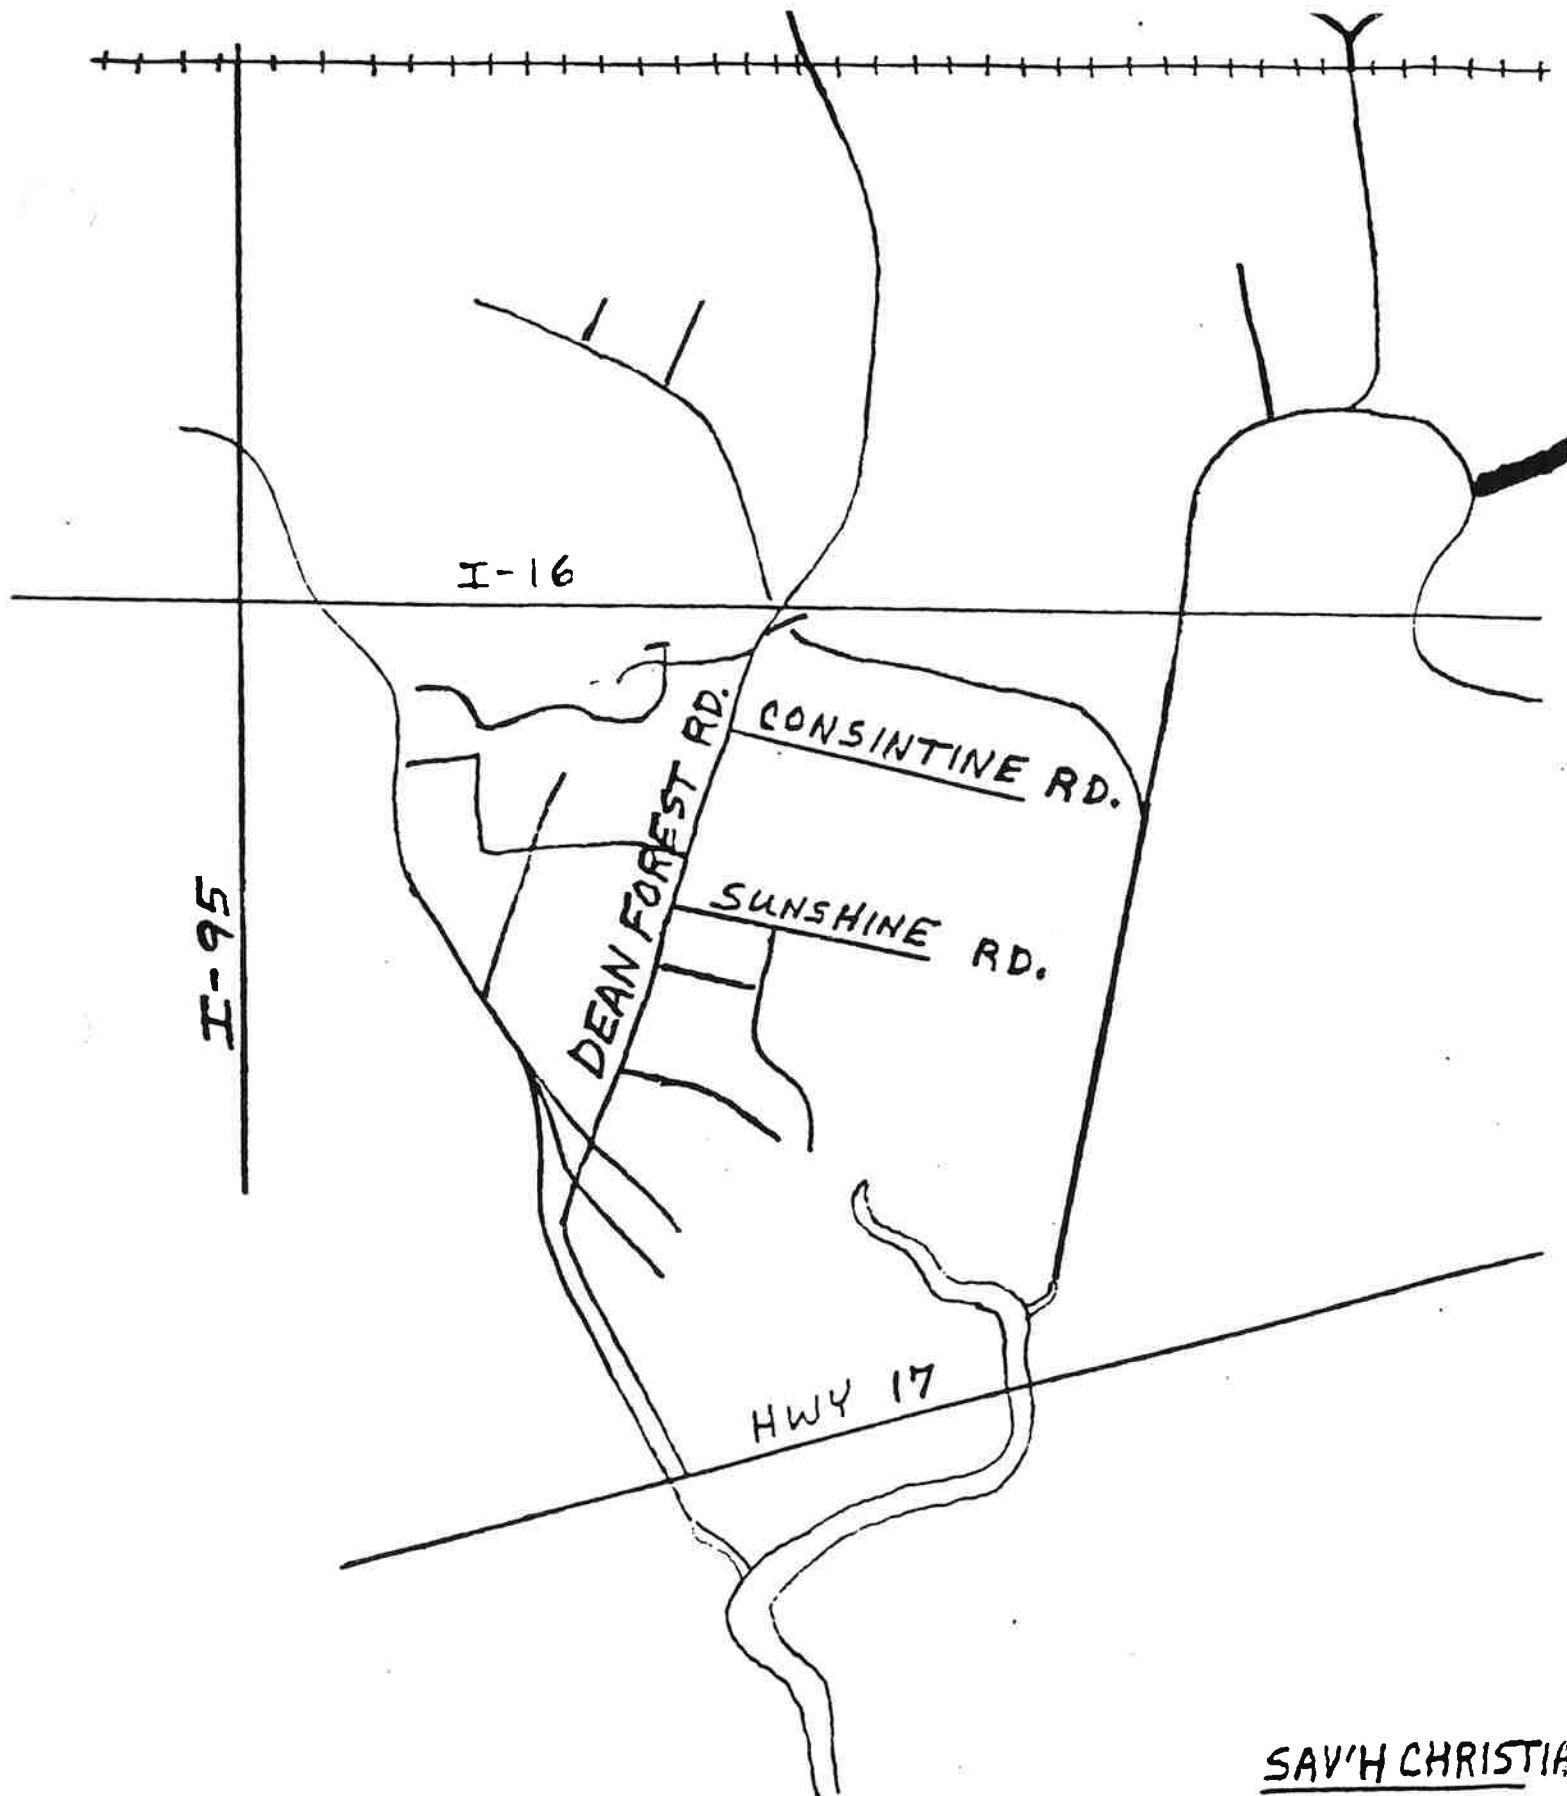 I-16
CONSINTINE RD.
DEAN FOREST RD.
I-95
SUNSHINE RD.
HWY 17
SAV'H CHRISTIA